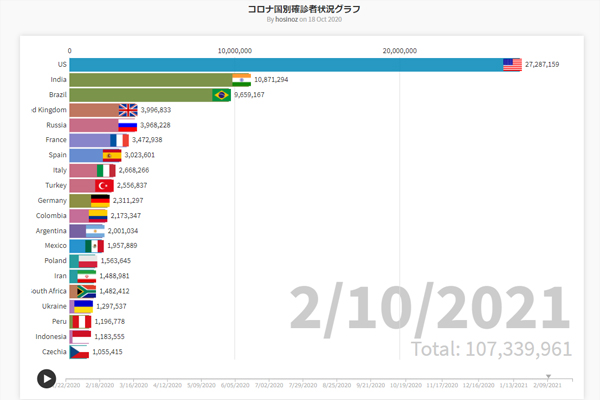 コロナ国別確診者状況グラフ
By hosinoz on 18 Oct 2020
0 10,000,000 20,000,000
US 27,287,159
India 10,871,294
Brazil 9,659,167
d Kingdom 3,996,833
Russia 3,968,228
France 3,472,938
Spain 3,023,601
Italy 2,668,266
Turkey 2,556,837
Germany 2,311,297
Colombia 2,173,347
Argentina 2,001,034
Mexico 1,957,889
Poland 1,563,645
Iran 1,488,981
outh Africa 1,482,412
Ukraine 1,297,537
Peru 1,196,778
Indonesia 1,183,555
Czechia 1,055,415
2/10/2021
Total: 107,339,961
/22/2020 2/18/2020 3/16/2020 4/12/2020 5/09/2020 6/05/2020 7/02/2020 7/29/2020 8/25/2020 9/21/2020 10/19/2020 11/17/2020 12/16/2020 1/13/2021 2/09/2021